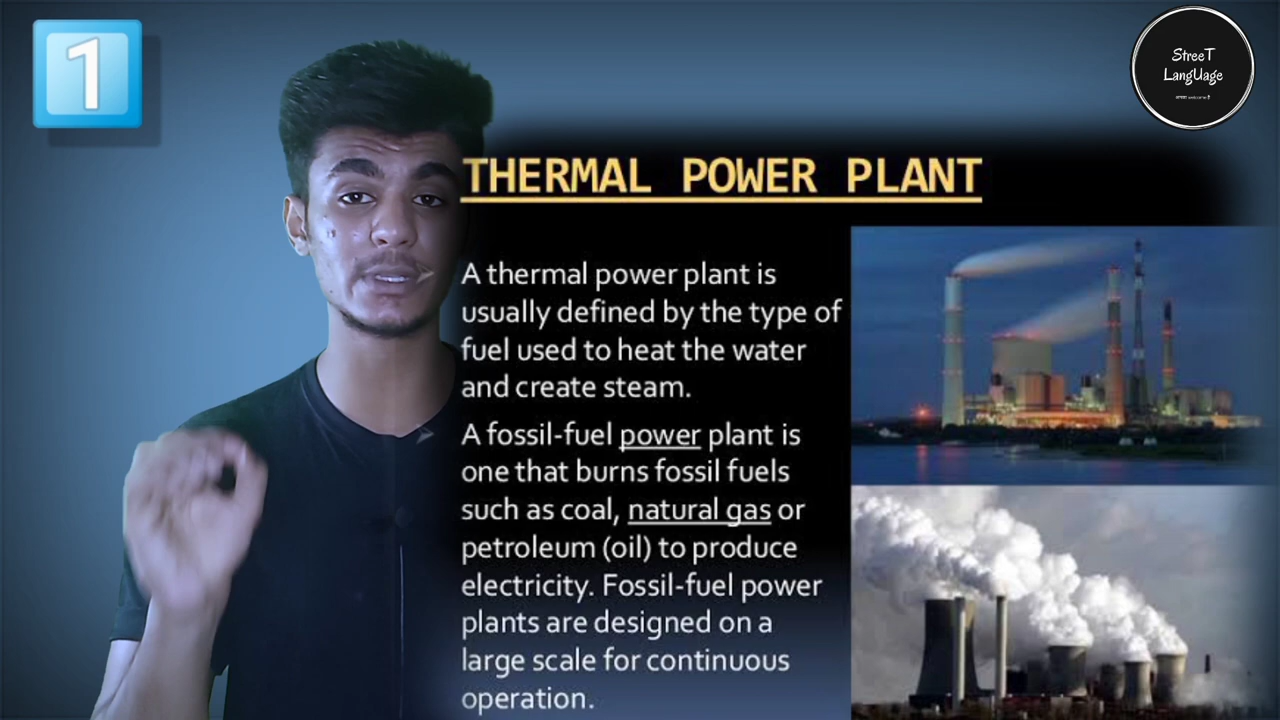 1
StreeT
LangUage
THERMAL POWER PLANT
A thermal power plant is
usually defined by the type of
fuel used to heat the water
and create steam.
A fossil-fuel power plant is
one that burns fossil fuels
such as coal, natural gas or
petroleum (oil) to produce
electricity. Fossil-fuel power
plants are designed on a
large scale for continuous
operation.